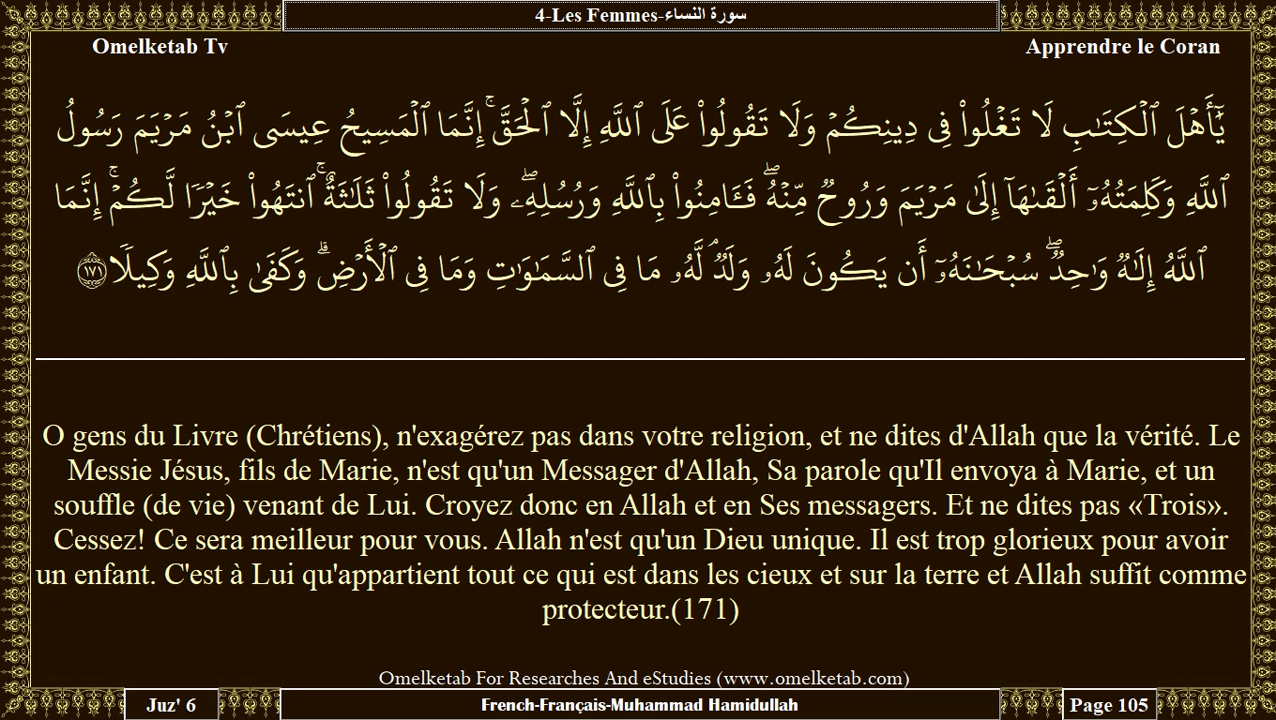 4-Les Femmes-سورة النساء
Omelketab Tv
Apprendre le Coran
يَٰٓأَهۡلَ ٱلۡكِتَٰبِ لَا تَغۡلُواْ فِي دِينِكُمۡ وَلَا تَقُولُواْ عَلَى ٱللَّهِ إِلَّا ٱلۡحَقَّۚ إِنَّمَا ٱلۡمَسِيحُ عِيسَى ٱبۡنُ مَرۡيَمَ رَسُولُ
ٱللَّهِ وَكَلِمَتُهُۥٓ أَلۡقَىٰهَآ إِلَىٰ مَرۡيَمَ وَرُوحٞ مِّنۡهُۖ فَـَٔامِنُواْ بِٱللَّهِ وَرُسُلِهِۦۖ وَلَا تَقُولُواْ ثَلَٰثَةٌۚ ٱنتَهُواْ خَيۡرٗا لَّكُمۡۚ إِنَّمَا
ٱللَّهُ إِلَٰهٞ وَٰحِدٞۖ سُبۡحَٰنَهُۥٓ أَن يَكُونَ لَهُۥ وَلَدٞۘ لَّهُۥ مَا فِي ٱلسَّمَٰوَٰتِ وَمَا فِي ٱلۡأَرۡضِۗ وَكَفَىٰ بِٱللَّهِ وَكِيلٗا ١٧١
O gens du Livre (Chrétiens), n'exagérez pas dans votre religion, et ne dites d'Allah que la vérité. Le
Messie Jésus, fils de Marie, n'est qu'un Messager d'Allah, Sa parole qu'Il envoya à Marie, et un
souffle (de vie) venant de Lui. Croyez donc en Allah et en Ses messagers. Et ne dites pas «Trois».
Cessez! Ce sera meilleur pour vous. Allah n'est qu'un Dieu unique. Il est trop glorieux pour avoir
un enfant. C'est à Lui qu'appartient tout ce qui est dans les cieux et sur la terre et Allah suffit comme
protecteur.(171)
Omelketab For Researches And eStudies (www.omelketab.com)
Juz' 6
French-Français-Muhammad Hamidullah
Page 105